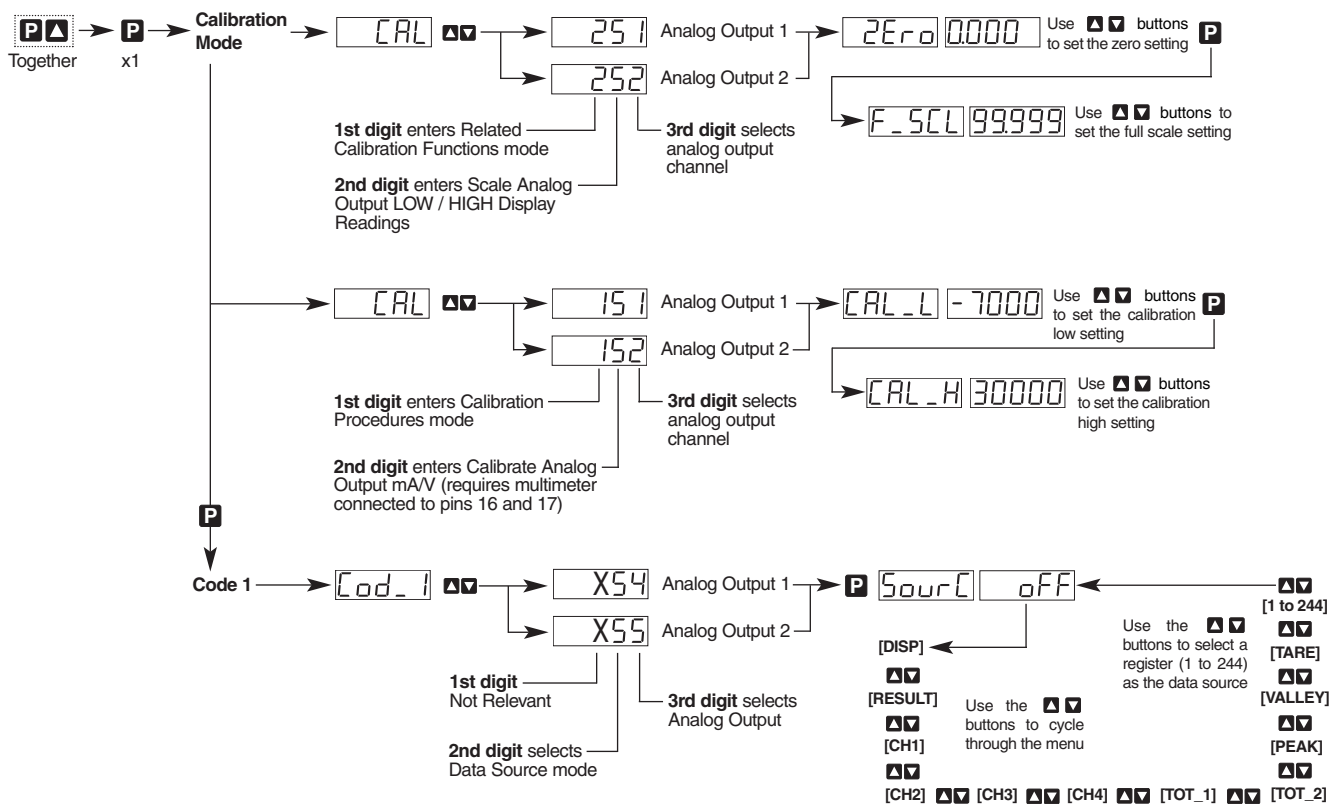 P ▲ P Calibration Mode CAL ▲▼ 251 Analog Output 1 2Ero 0.000 Use ▲ ▼ buttons
to set the zero setting P
Together x1
252 Analog Output 2
F_SCL 99.999 Use ▲ ▼ buttons to
set the full scale setting
1st digit enters Related
Calibration Functions mode
3rd digit selects
analog output
channel
2nd digit enters Scale Analog
Output LOW / HIGH Display
Readings
CAL ▲▼ 151 Analog Output 1 CAL_L -7000 Use ▲ ▼ buttons
to set the calibration
low setting P
152 Analog Output 2
CAL_H 30000 Use ▲ ▼ buttons
to set the calibration
high setting
1st digit enters Calibration
Procedures mode
3rd digit selects
analog output
channel
2nd digit enters Calibrate Analog
Output mA/V (requires multimeter
connected to pins 16 and 17)
P
Code 1 Cod_1 ▲▼ X54 Analog Output 1 P SourC oFF
X55 Analog Output 2
1st digit
Not Relevant
3rd digit selects
Analog Output
2nd digit selects
Data Source mode
[DISP]
▲▼
[RESULT]
▲▼
[CH1]
▲▼
[CH2] ▲▼ [CH3] ▲▼ [CH4] ▲▼ [TOT_1] ▲▼ [TOT_2]
Use the ▲ ▼
buttons to cycle
through the menu
Use the ▲ ▼
buttons to select a
register (1 to 244)
as the data source
▲▼
[1 to 244]
▲▼
[TARE]
▲▼
[VALLEY]
▲▼
[PEAK]
▲▼